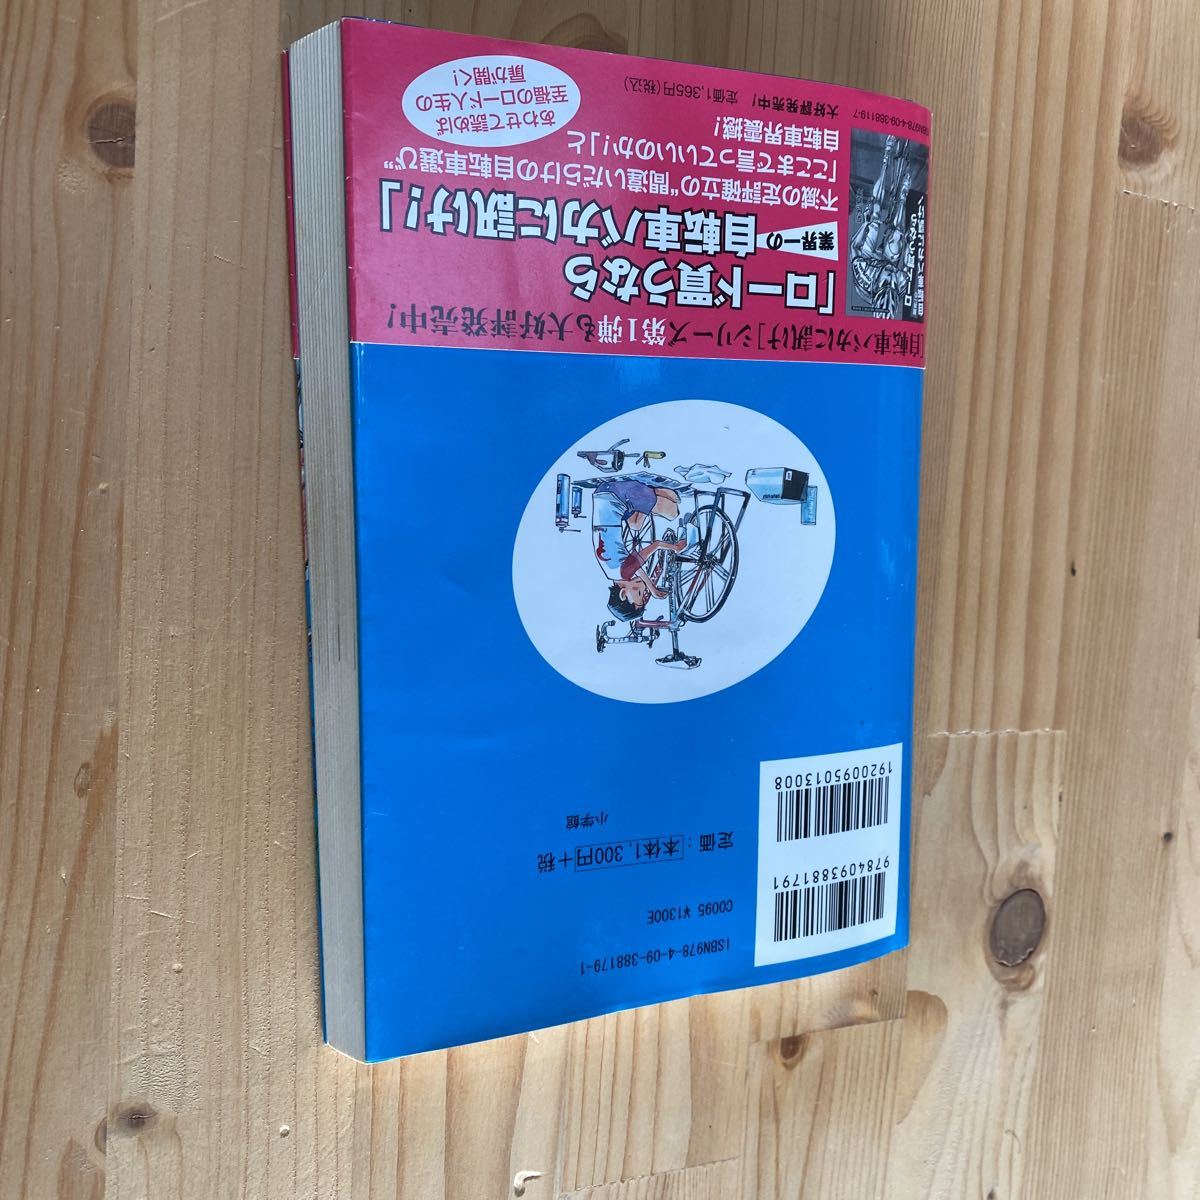 ISBN978-4-09-388179-1
C0095 ¥1300E
定価：本体1,300円+税
小学館
9784093881791
1920095013008
「自転車バカに訊け」シリーズ第1弾も大好評発売中!
「ロード買うなら
業界一の
自転車バカに訊け!」
不滅の定評確立の“間違いだらけの自転車選び”
「ここまで言っていいのか!」と
自転車界震撼!
大好評発売中! 定価1,365円(税込)
ISBN978-4-09-388119-7
あわせて読めば
至福のロード人生の
扉が開く!